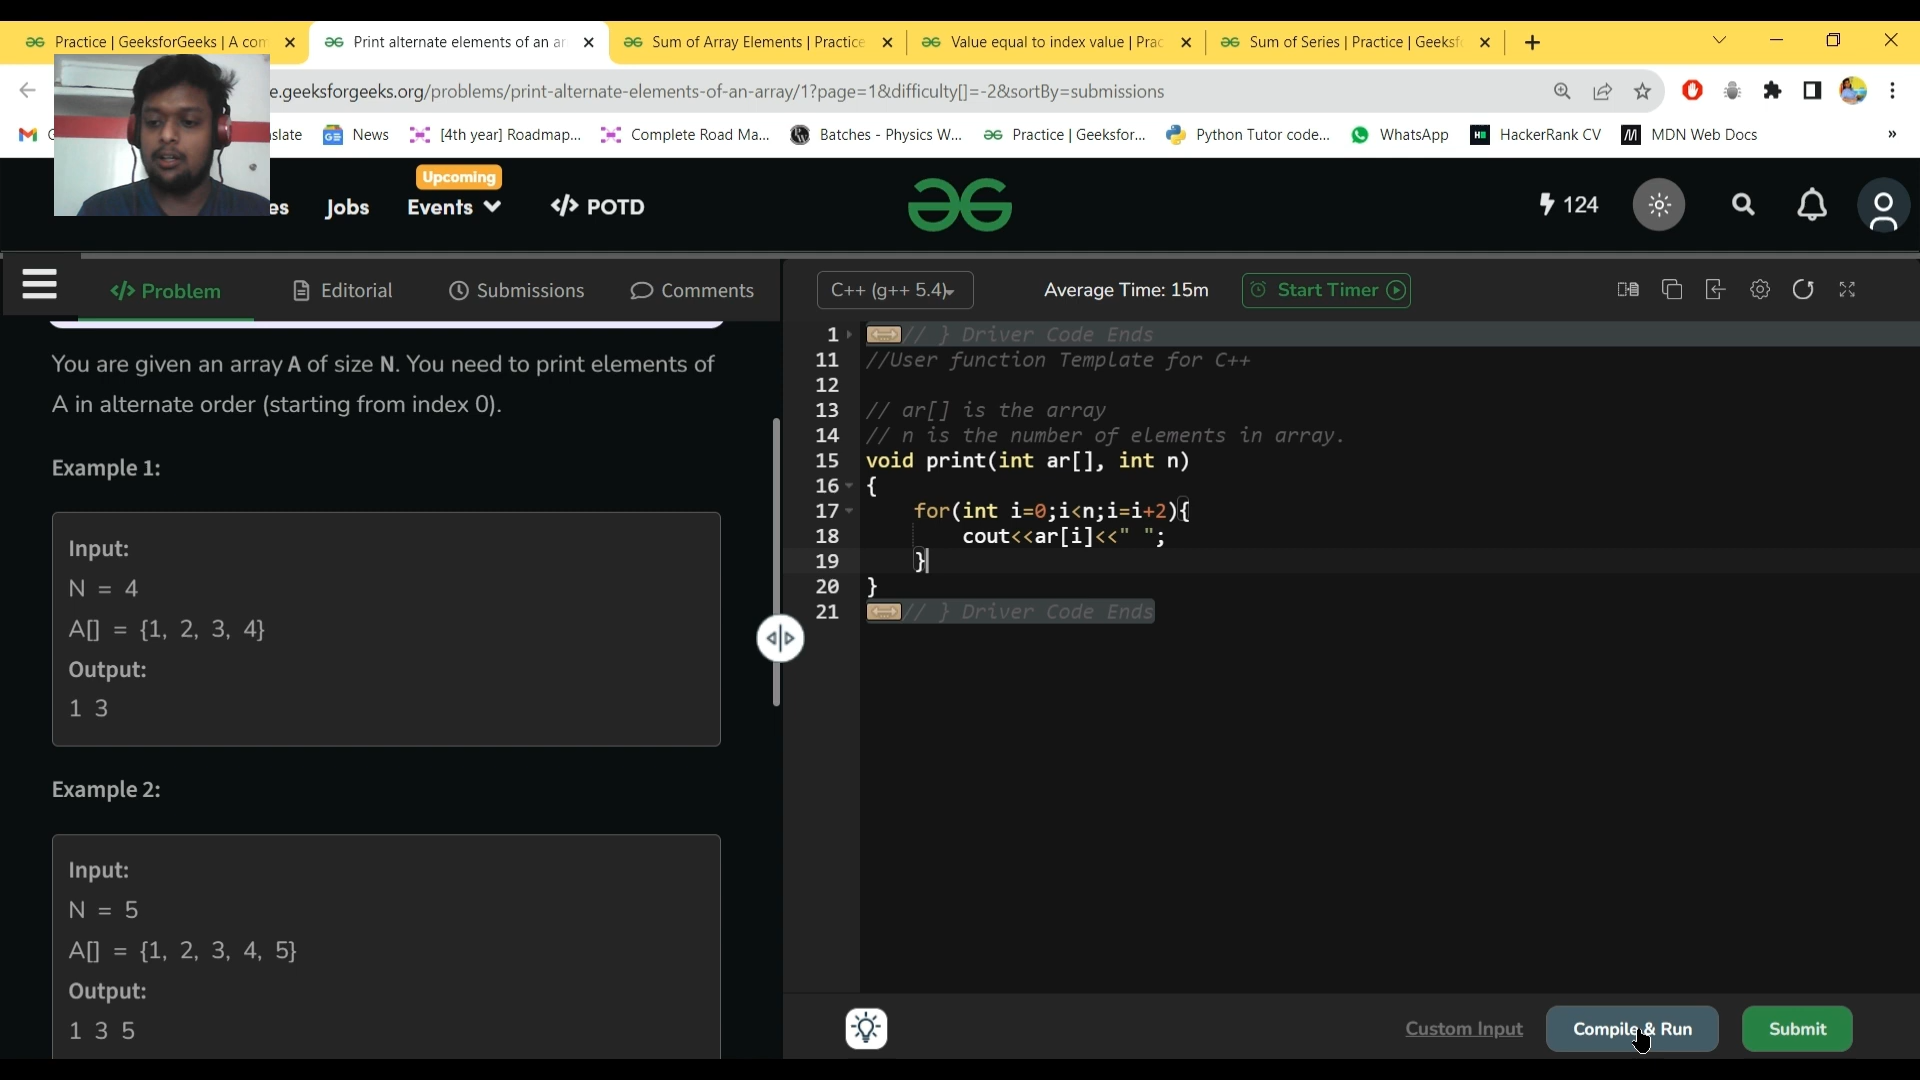 Practice | GeeksforGeeks | A com
Print alternate elements of an ar
Sum of Array Elements | Practice
Value equal to index value | Prac
Sum of Series | Practice | Geeksf
e.geeksforgeeks.org/problems/print-alternate-elements-of-an-array/1?page=1&difficulty[]=-2&sortBy=submissions
slate
News
[4th year] Roadmap...
Complete Road Ma...
Batches - Physics W...
Practice | Geeksfor...
Python Tutor code...
WhatsApp
HackerRank CV
MDN Web Docs
»
es
Jobs
Upcoming
Events
</> POTD
124
</> Problem
Editorial
Submissions
Comments
C++ (g++ 5.4)
Average Time: 15m
Start Timer
You are given an array A of size N. You need to print elements of
A in alternate order (starting from index 0).
Example 1:
Input:
N = 4
A[] = {1, 2, 3, 4}
Output:
1 3
Example 2:
Input:
N = 5
A[] = {1, 2, 3, 4, 5}
Output:
1 3 5
1 // } Driver Code Ends
11 //User function Template for C++
12
13 // ar[] is the array
14 // n is the number of elements in array.
15 void print(int ar[], int n)
16 {
17 for(int i=0;i<n;i=i+2){
18 cout<<ar[i]<<" ";
19 }
20 }
21 // } Driver Code Ends
Custom Input
Compile & Run
Submit